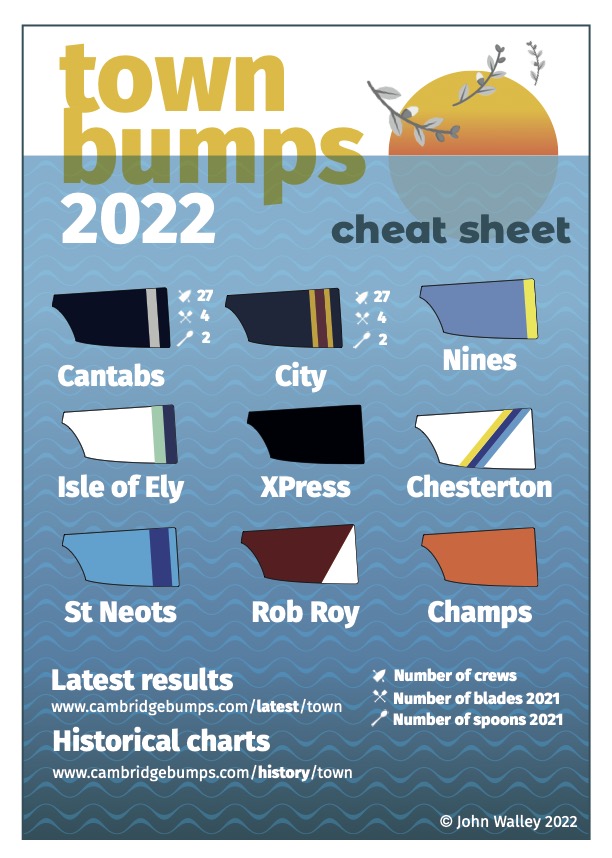 town
bumps
2022
cheat sheet
27
4
2
27
4
2
Cantabs
City
Nines
Isle of Ely
XPress
Chesterton
St Neots
Rob Roy
Champs
Latest results
www.cambridgebumps.com/latest/town
Historical charts
www.cambridgebumps.com/history/town
Number of crews
Number of blades 2021
Number of spoons 2021
© John Walley 2022